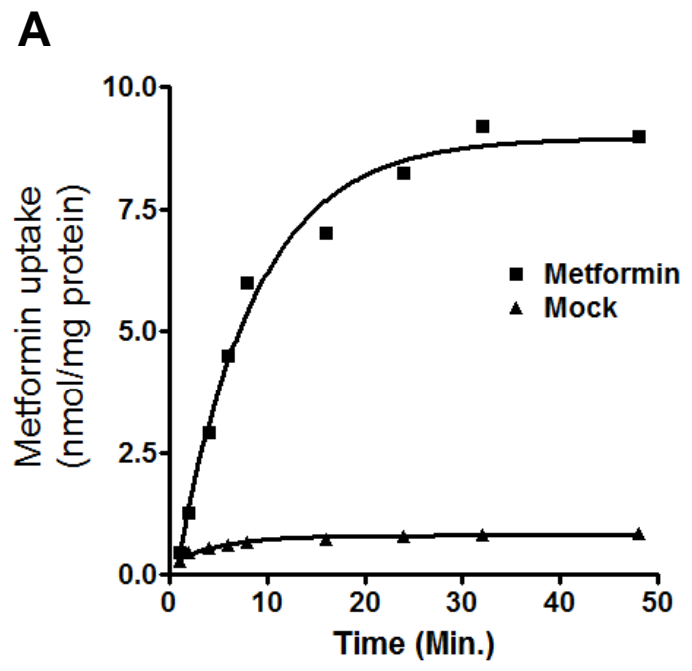 A
10.0
7.5
5.0
2.5
0.0
Metformin uptake
(nmol/mg protein)
Metformin
Mock
0 10 20 30 40 50
Time (Min.)